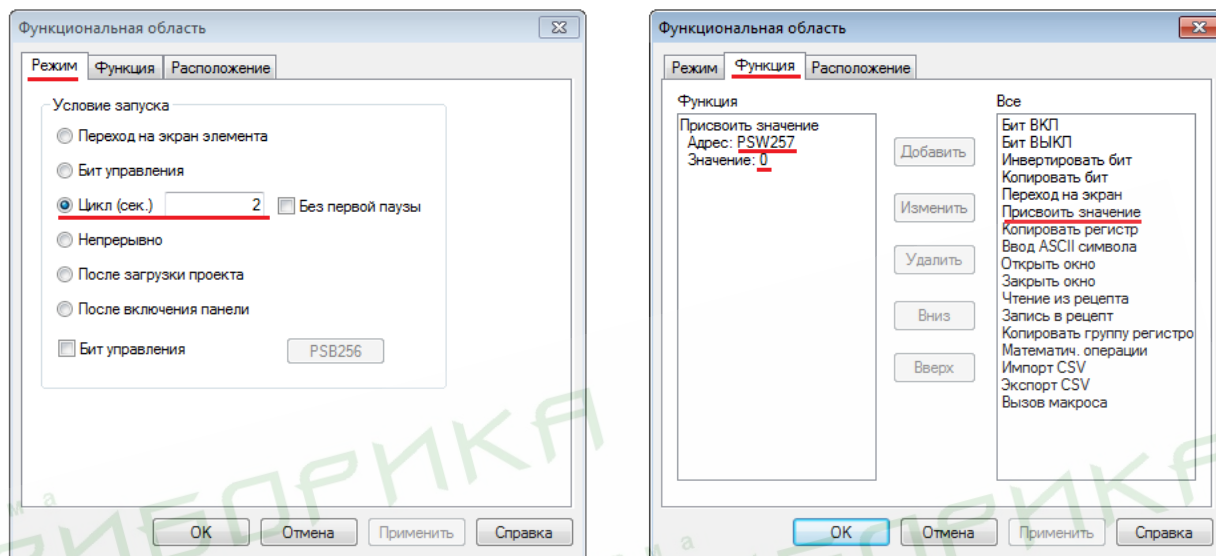 Функциональная область
Режим Функция Расположение
Условие запуска
Переход на экран элемента
Бит управления
Цикл (сек.) 2 Без первой паузы
Непрерывно
После загрузки проекта
После включения панели
Бит управления PSB256
OK Отмена Применить Справка
Функциональная область
Режим Функция Расположение
Функция
Присвоить значение
Адрес: PSW257
Значение: 0
Добавить
Изменить
Удалить
Вниз
Вверх
Все
Бит ВКЛ
Бит ВЫКЛ
Инвертировать бит
Копировать бит
Переход на экран
Присвоить значение
Копировать регистр
Ввод ASCII символа
Открыть окно
Закрыть окно
Чтение из рецепта
Запись в рецепт
Копировать группу регистро
Математич. операции
Импорт CSV
Экспорт CSV
Вызов макроса
OK Отмена Применить Справка